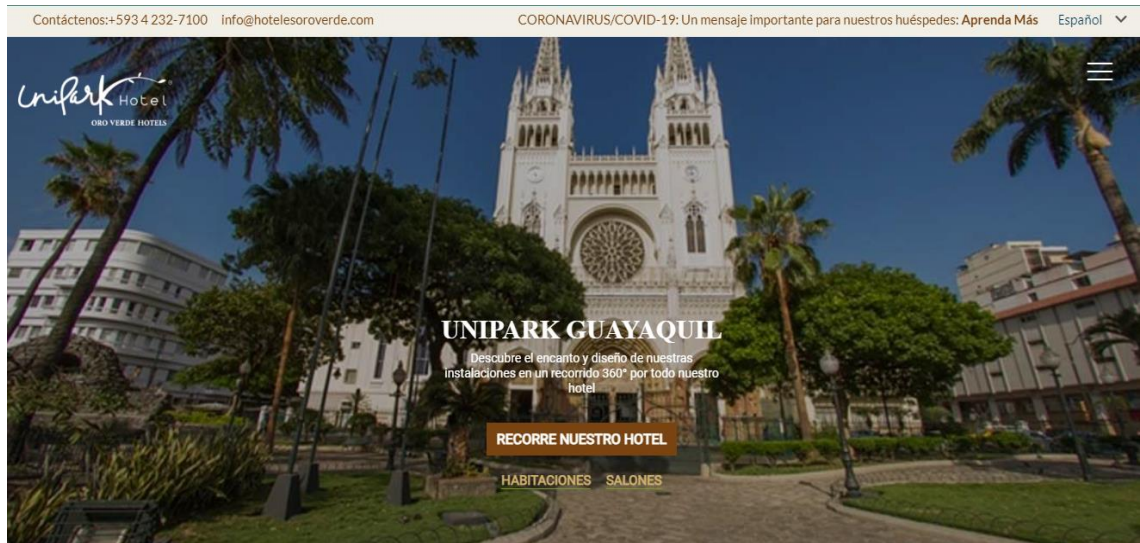 Contáctenos:+593 4 232-7100 info@hotelesoroverde.com CORONAVIRUS/COVID-19: Un mensaje importante para nuestros huéspedes: Aprenda Más Español
Unipark Hotel
ORO VERDE HOTELS
UNIPARK GUAYAQUIL
Descubre el encanto y diseño de nuestras
instalaciones en un recorrido 360° por todo nuestro
hotel
RECORRE NUESTRO HOTEL
HABITACIONES SALONES